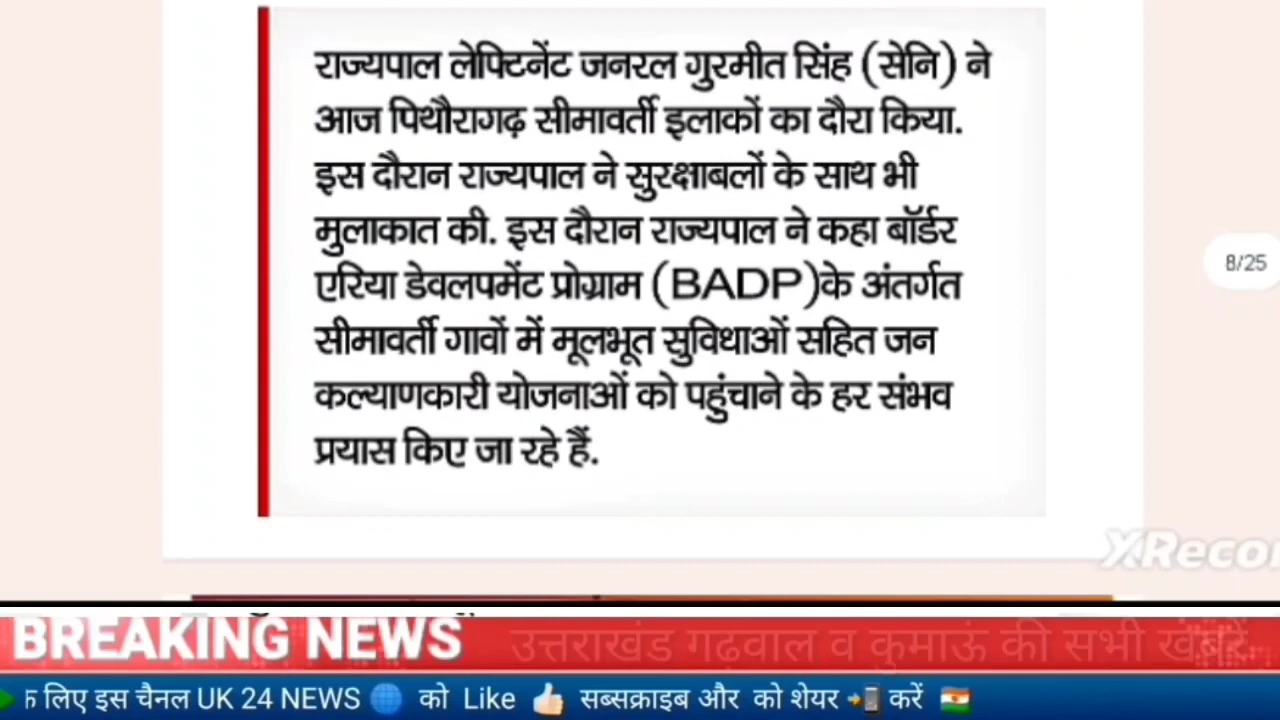 राज्यपाल लेफ्टिनेंट जनरल गुरमीत सिंह (सेनि) ने
आज पिथौरागढ़ सीमावर्ती इलाकों का दौरा किया.
इस दौरान राज्यपाल ने सुरक्षाबलों के साथ भी
मुलाकात की. इस दौरान राज्यपाल ने कहा बॉर्डर
एरिया डेवलपमेंट प्रोग्राम (BADP)के अंतर्गत
सीमावर्ती गावों में मूलभूत सुविधाओं सहित जन
कल्याणकारी योजनाओं को पहुंचाने के हर संभव
प्रयास किए जा रहे हैं.
8/25
XRecor
BREAKING NEWS उत्तराखंड गढ़वाल व कुमाऊं की सभी खबरें
लिए इस चैनल UK 24 NEWS 🌐 को Like 👍 सब्सक्राइब और को शेयर 📲 करें 🇮🇳